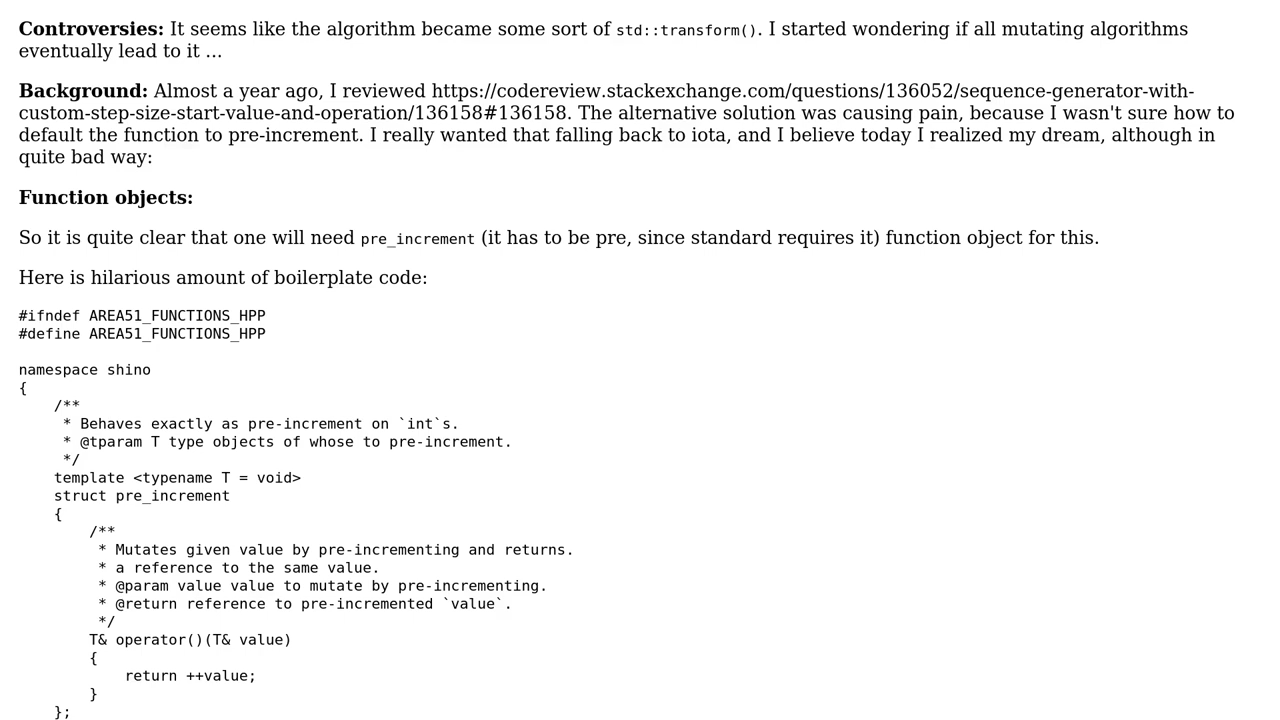 Controversies: It seems like the algorithm became some sort of std::transform(). I started wondering if all mutating algorithms
eventually lead to it ...
Background: Almost a year ago, I reviewed https://codereview.stackexchange.com/questions/136052/sequence-generator-with-
custom-step-size-start-value-and-operation/136158#136158. The alternative solution was causing pain, because I wasn't sure how to
default the function to pre-increment. I really wanted that falling back to iota, and I believe today I realized my dream, although in
quite bad way:
Function objects:
So it is quite clear that one will need pre_increment (it has to be pre, since standard requires it) function object for this.
Here is hilarious amount of boilerplate code:
#ifndef AREA51_FUNCTIONS_HPP
#define AREA51_FUNCTIONS_HPP

namespace shino
{
    /**
     * Behaves exactly as pre-increment on `int`s.
     * @tparam T type objects of whose to pre-increment.
     */
    template <typename T = void>
    struct pre_increment
    {
        /**
         * Mutates given value by pre-incrementing and returns.
         * a reference to the same value.
         * @param value value to mutate by pre-incrementing.
         * @return reference to pre-incremented `value`.
         */
        T& operator()(T& value)
        {
            return ++value;
        }
    };